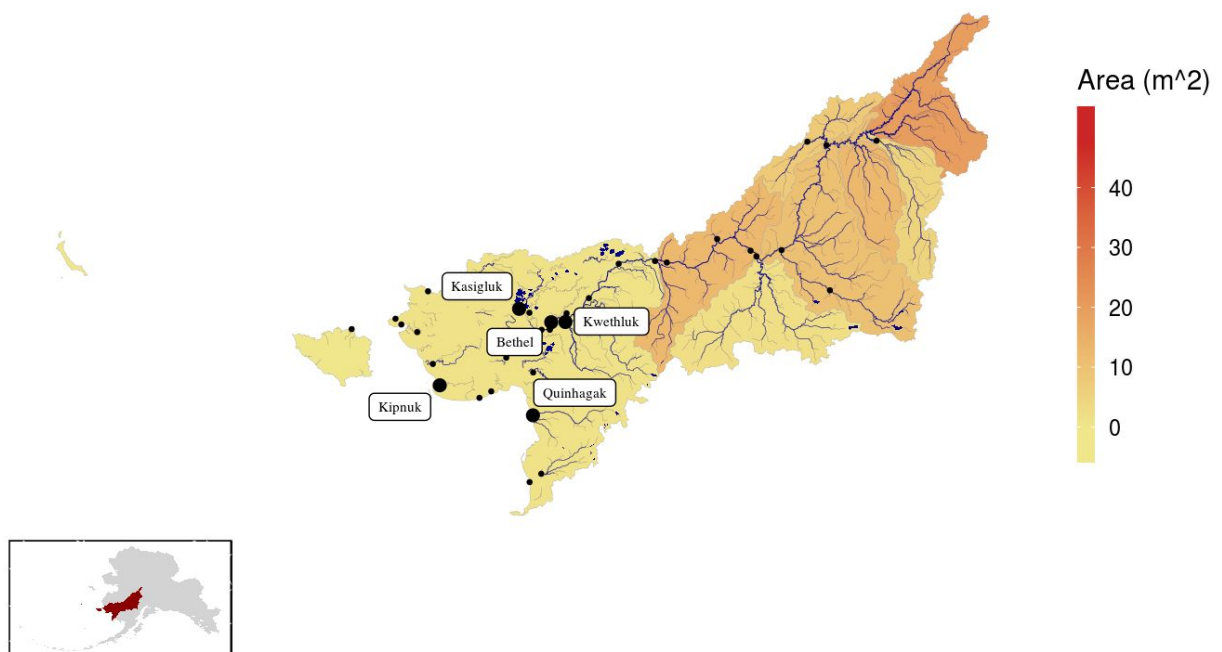 Area (m^2)
40
30
20
10
0
Kasigluk
Kwethluk
Bethel
Quinhagak
Kipnuk